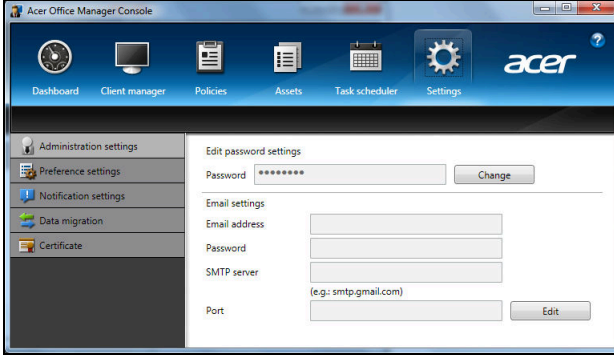 Acer Office Manager Console
acer
Dashboard Client manager Policies Assets Task scheduler Settings
Administration settings
Preference settings
Notification settings
Data migration
Certificate
Edit password settings
Password ******** Change
Email settings
Email address
Password
SMTP server
(e.g.: smtp.gmail.com)
Port Edit